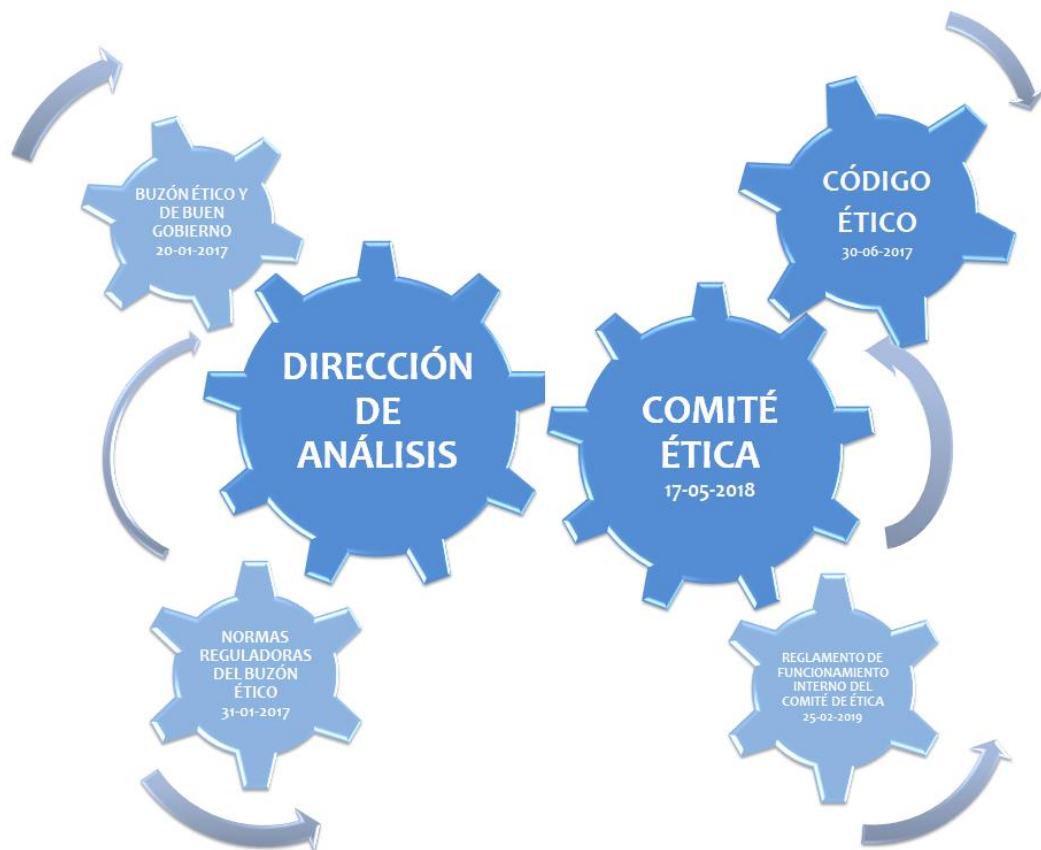 BUZÓN ÉTICO Y
DE BUEN
GOBIERNO
20-01-2017
DIRECCIÓN
DE
ANÁLISIS
NORMAS
REGULADORAS
DEL BUZÓN
ÉTICO
31-01-2017
CÓDIGO
ÉTICO
30-06-2017
COMITÉ
ÉTICA
17-05-2018
REGLAMENTO DE
FUNCIONAMIENTO
INTERNO DEL
COMITÉ DE ÉTICA
25-02-2019